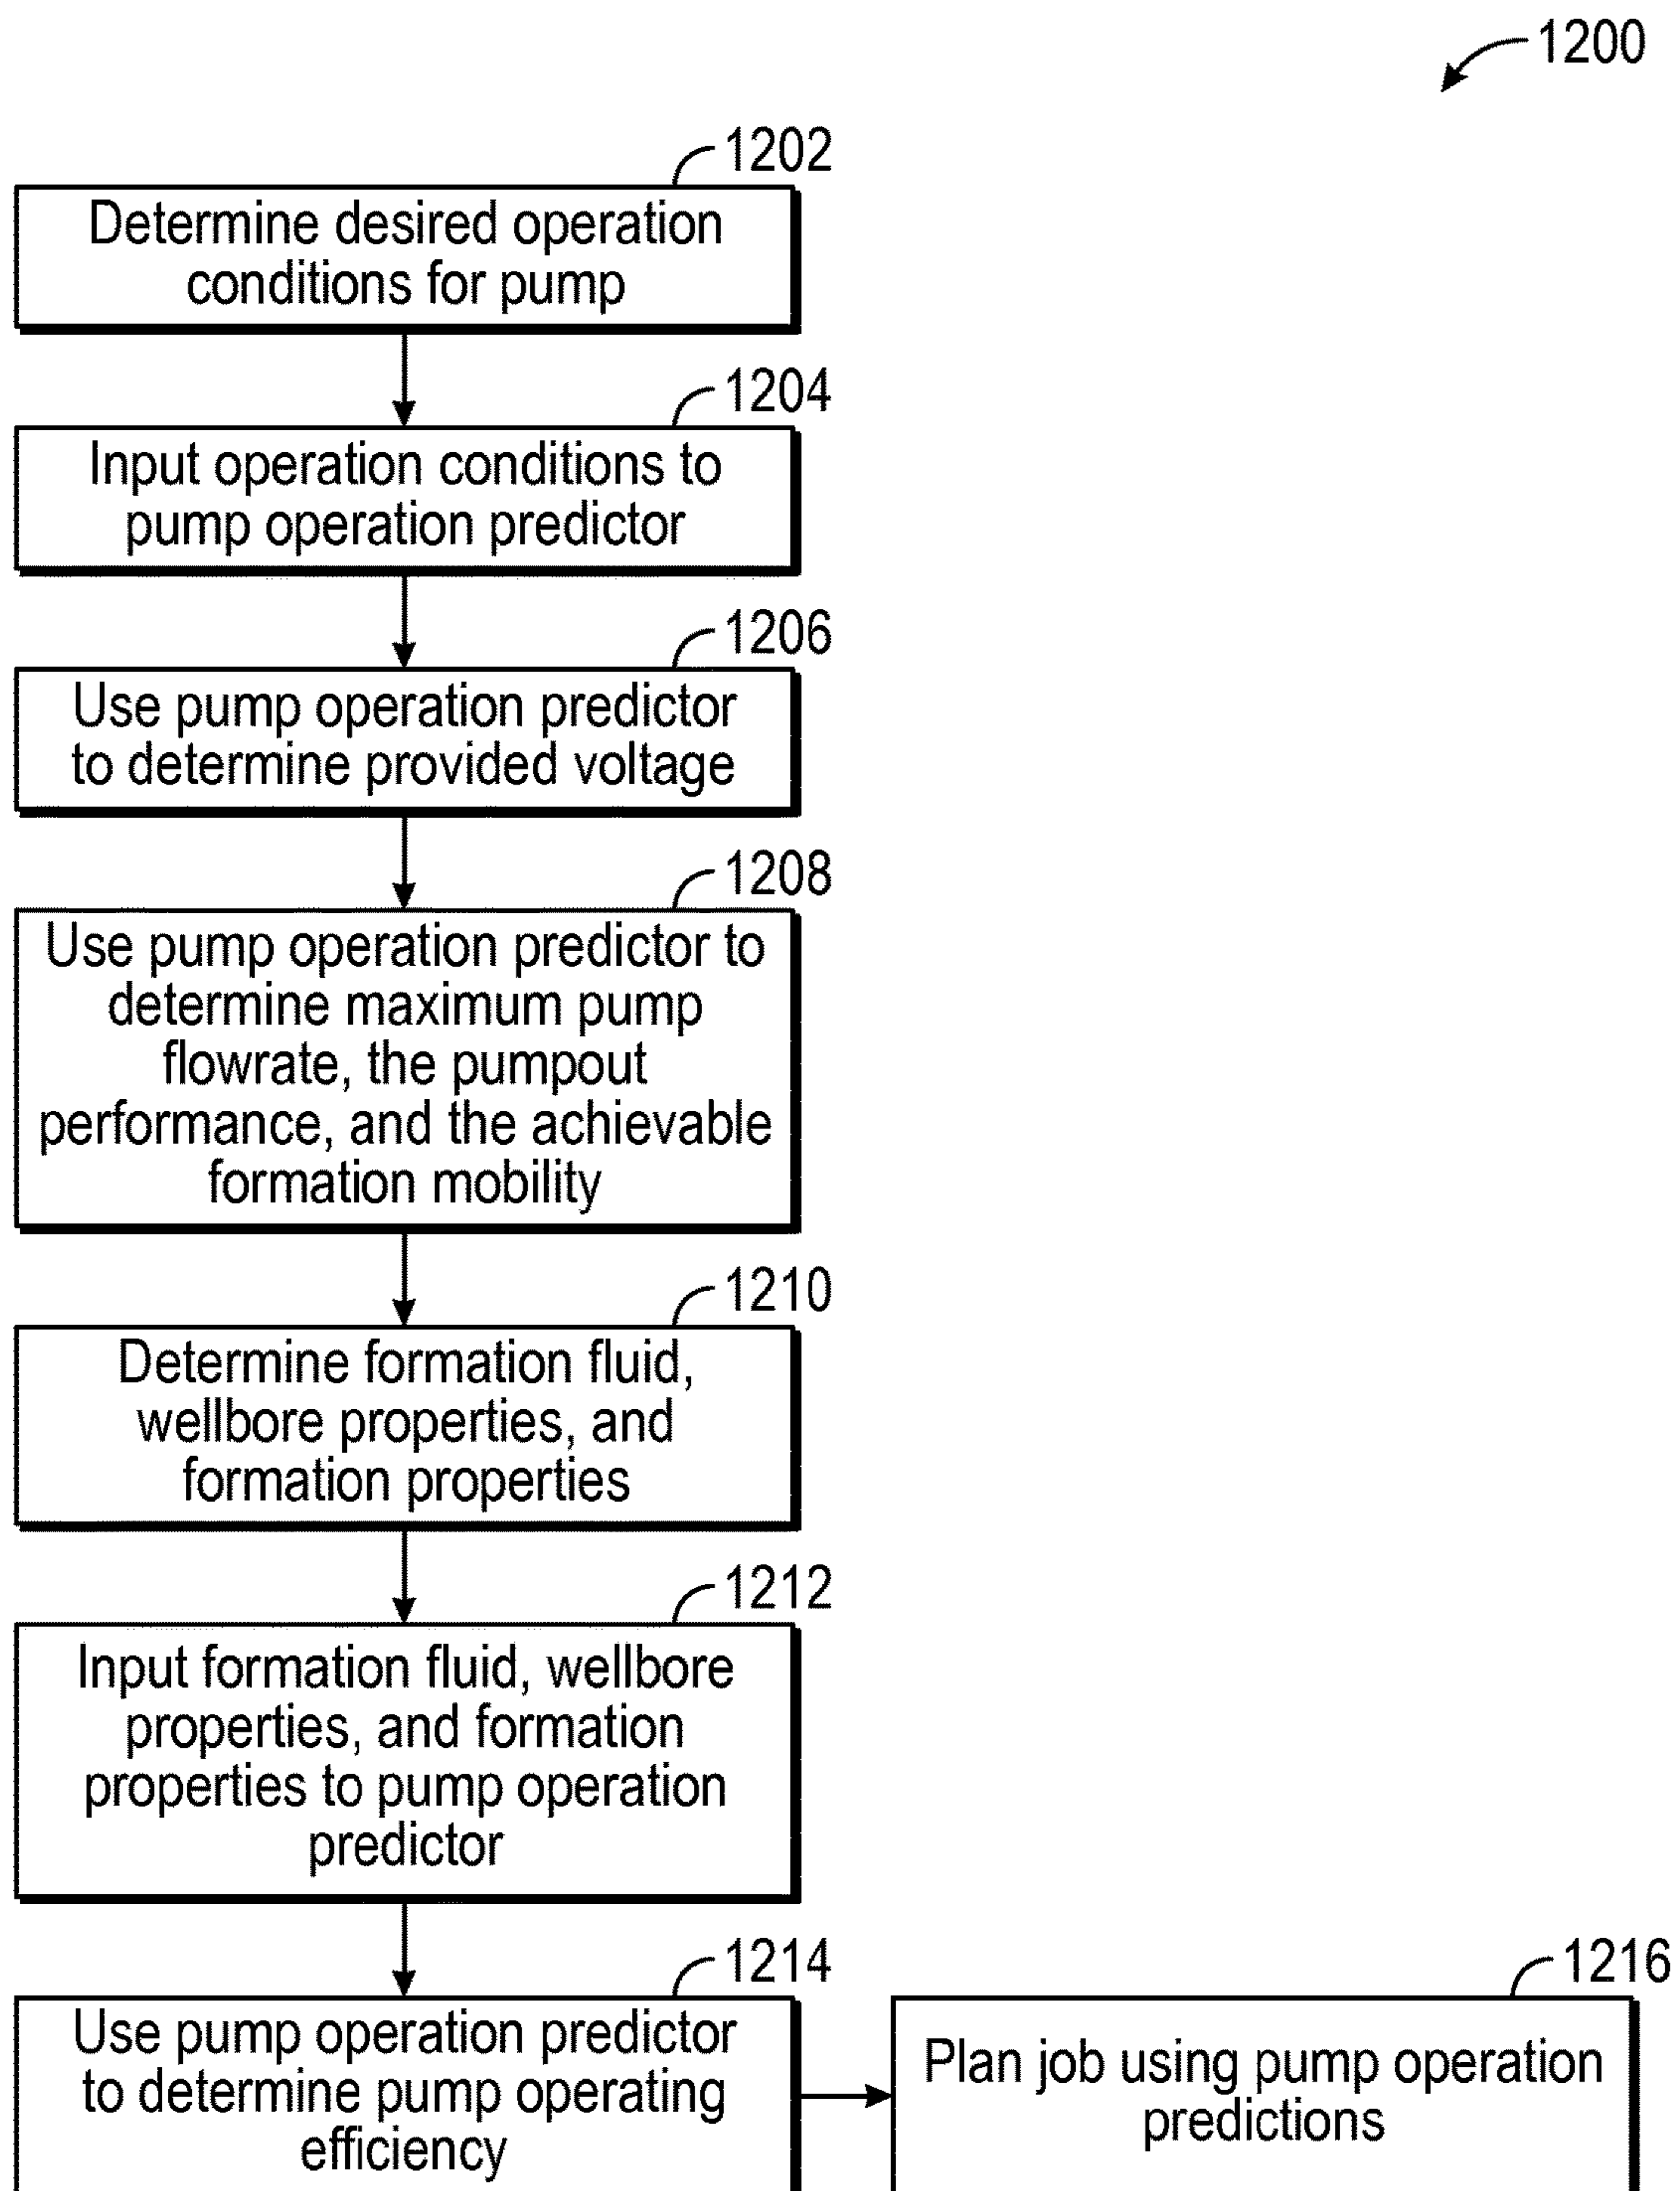 1200
1202
Determine desired operation
conditions for pump
1204
Input operation conditions to
pump operation predictor
1206
Use pump operation predictor
to determine provided voltage
1208
Use pump operation predictor to
determine maximum pump
flowrate, the pumpout
performance, and the achievable
formation mobility
1210
Determine formation fluid,
wellbore properties, and
formation properties
1212
Input formation fluid, wellbore
properties, and formation
properties to pump operation
predictor
1214
Use pump operation predictor
to determine pump operating
efficiency
1216
Plan job using pump operation
predictions